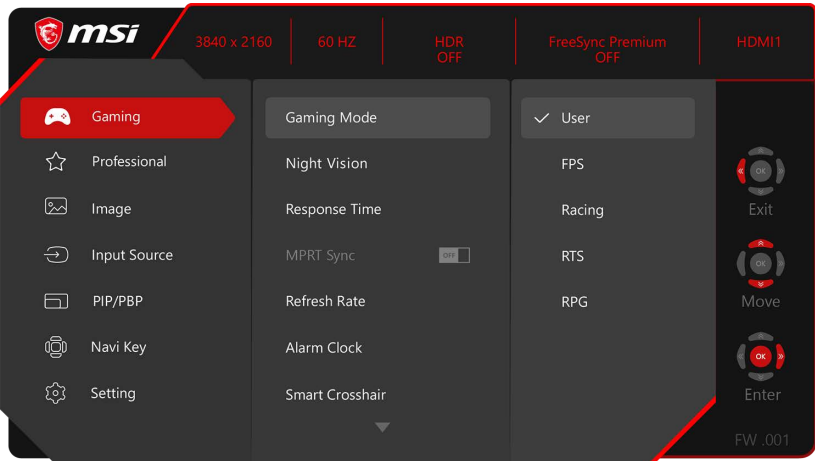 msi
3840 x 2160
60 HZ
HDR
OFF
FreeSync Premium
OFF
HDMI1
Gaming
Professional
Image
Input Source
PIP/PBP
Navi Key
Setting
Gaming Mode
Night Vision
Response Time
MPRT Sync
OFF
Refresh Rate
Alarm Clock
Smart Crosshair
User
FPS
Racing
RTS
RPG
OK
Exit
OK
Move
OK
Enter
FW .001